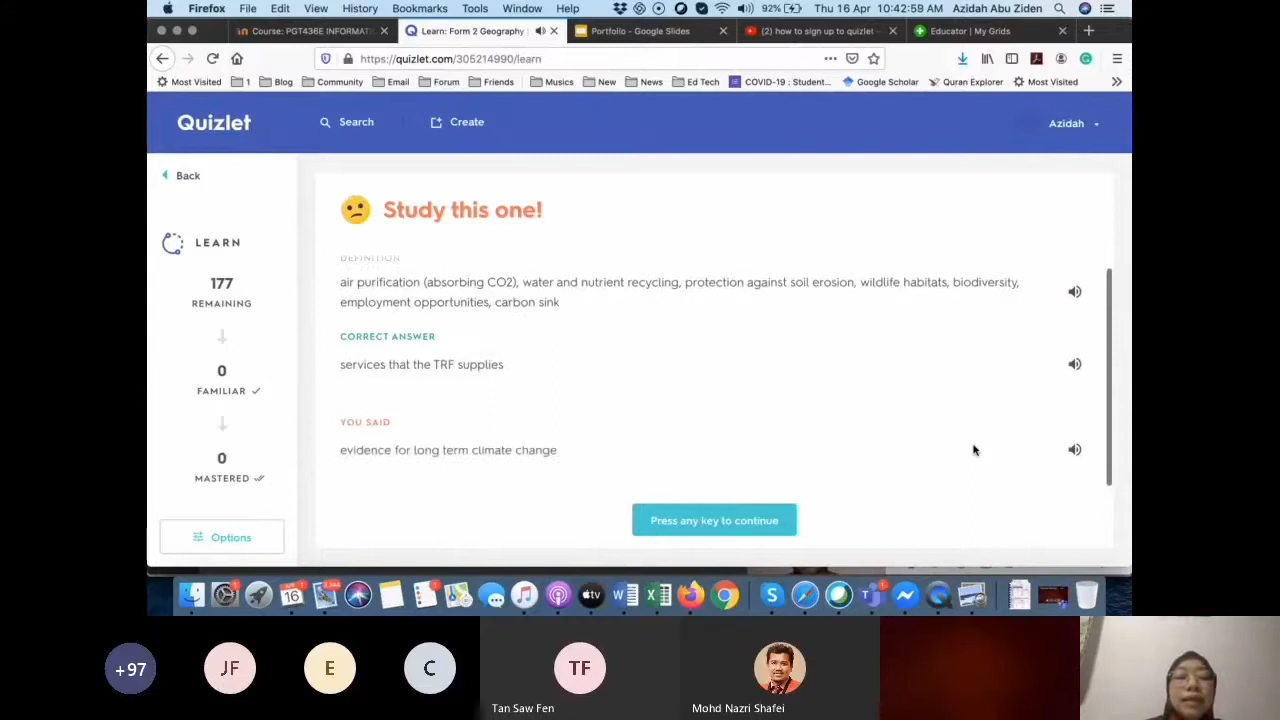 Firefox File Edit View History Bookmarks Tools Window Help 92% Thu 16 Apr 10:42:59 AM Azidah Abu Ziden
Course: PGT436E INFORMATI Learn: Form 2 Geography Portfolio - Google Slides (2) how to sign up to quizlet - Educator | My Grids
https://quizlet.com/305214990/learn
Most Visited 1 Blog Community Email Forum Friends Musics New News Ed Tech COVID-19 : Student... Google Scholar Quran Explorer Most Visited
Quizlet Search Create Azidah
Back
Study this one!
LEARN
DEFINITION
177
REMAINING
air purification (absorbing CO2), water and nutrient recycling, protection against soil erosion, wildlife habitats, biodiversity,
employment opportunities, carbon sink
CORRECT ANSWER
services that the TRF supplies
0
FAMILIAR
YOU SAID
evidence for long term climate change
0
MASTERED
Press any key to continue
Options
APR
16
tv
+97
JF
E
C
TF
Tan Saw Fen
Mohd Nazri Shafei